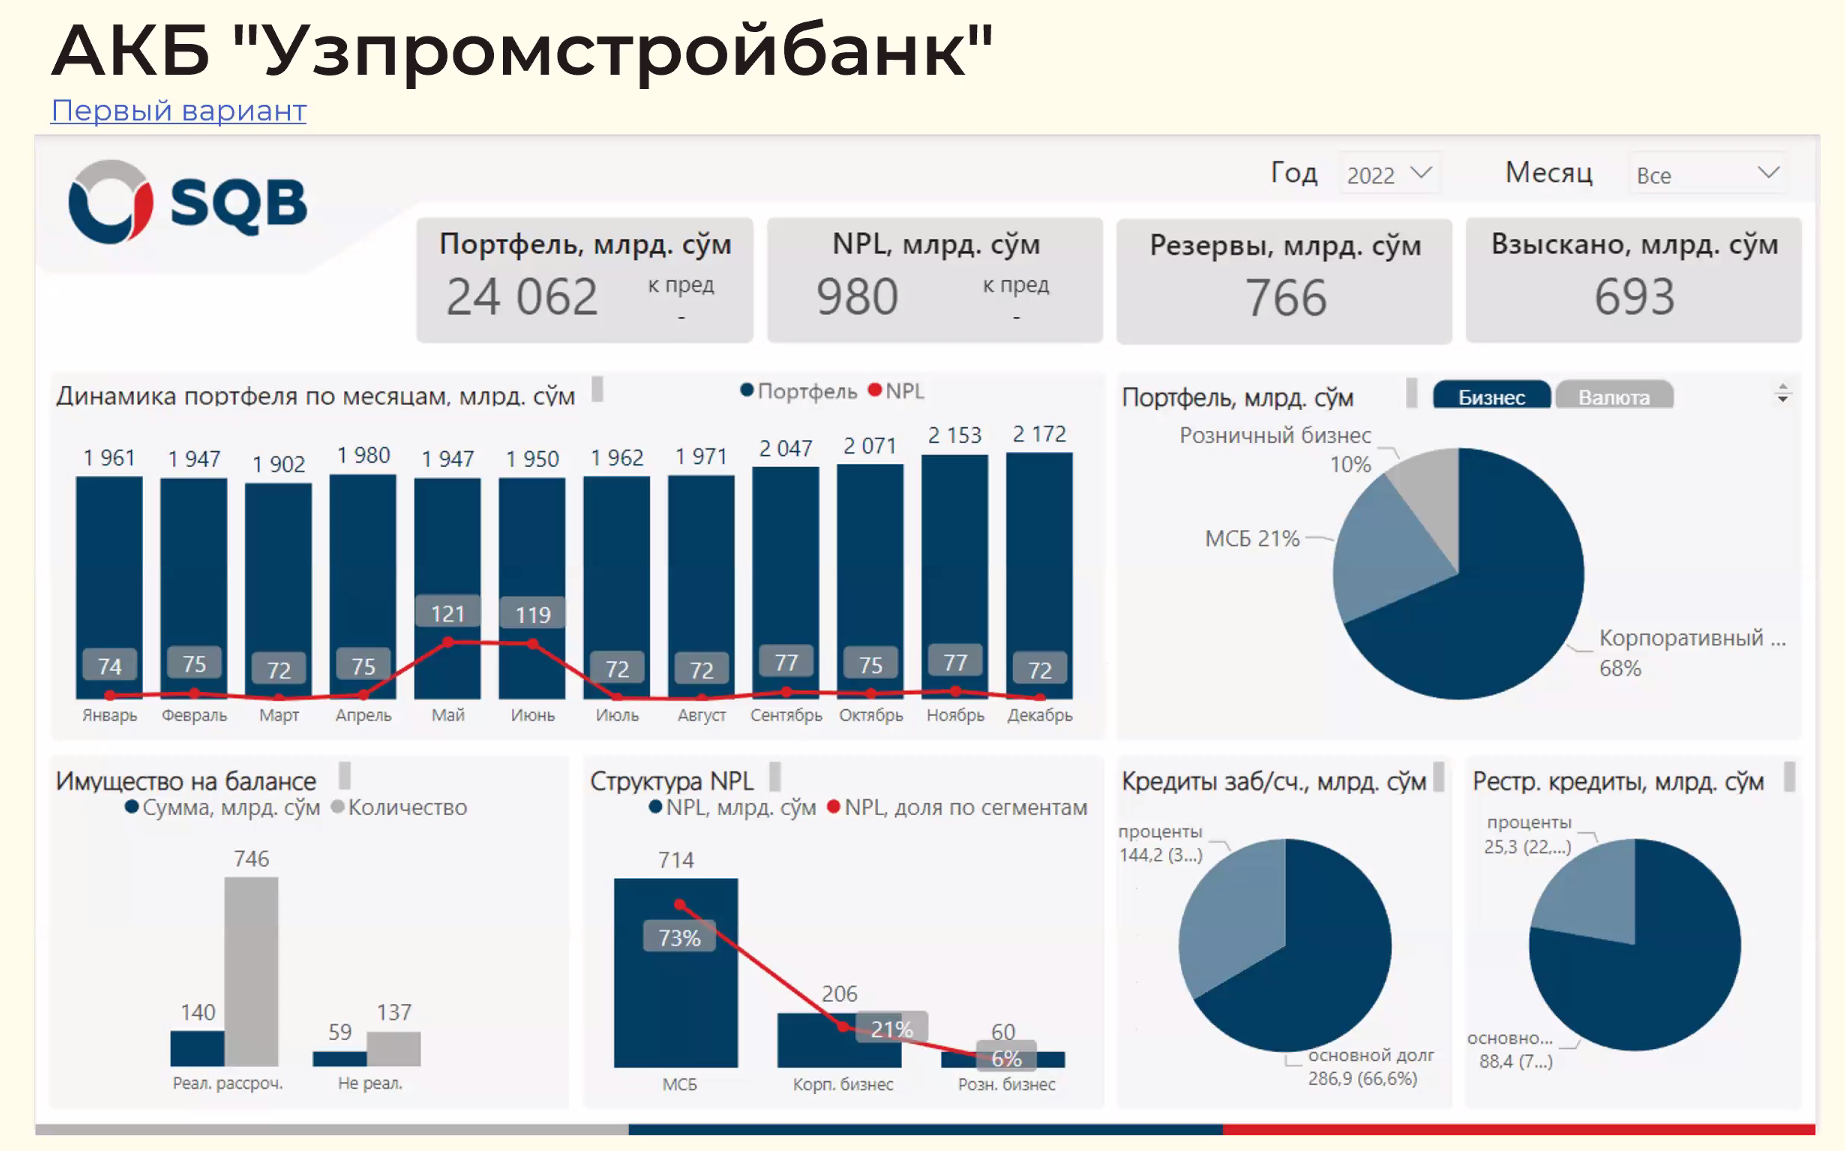 АКБ "Узпромстройбанк"
Первый вариант
SQB
Год 2022 Месяц Все
Портфель, млрд. сўм
24 062
к пред
-
NPL, млрд. сўм
980
к пред
-
Резервы, млрд. сўм
766
Взыскано, млрд. сўм
693
Динамика портфеля по месяцам, млрд. сўм
Портфель NPL
1 961 1 947 1 902 1 980 1 947 1 950 1 962 1 971 2 047 2 071 2 153 2 172
74 75 72 75 121 119 72 72 77 75 77 72
Январь Февраль Март Апрель Май Июнь Июль Август Сентябрь Октябрь Ноябрь Декабрь
Портфель, млрд. сўм
Бизнес Валюта
Розничный бизнес
10%
МСБ 21%
Корпоративный ...
68%
Имущество на балансе
Сумма, млрд. сўм Количество
746
140
59
137
Реал. рассроч. Не реал.
Структура NPL
NPL, млрд. сўм NPL, доля по сегментам
714
73%
206
21%
60
6%
МСБ Корп. бизнес Розн. бизнес
Кредиты заб/сч., млрд. сўм
проценты
144,2 (3...)
основной долг
286,9 (66,6%)
Рестр. кредиты, млрд. сўм
проценты
25,3 (22,...)
основно...
88,4 (7...)